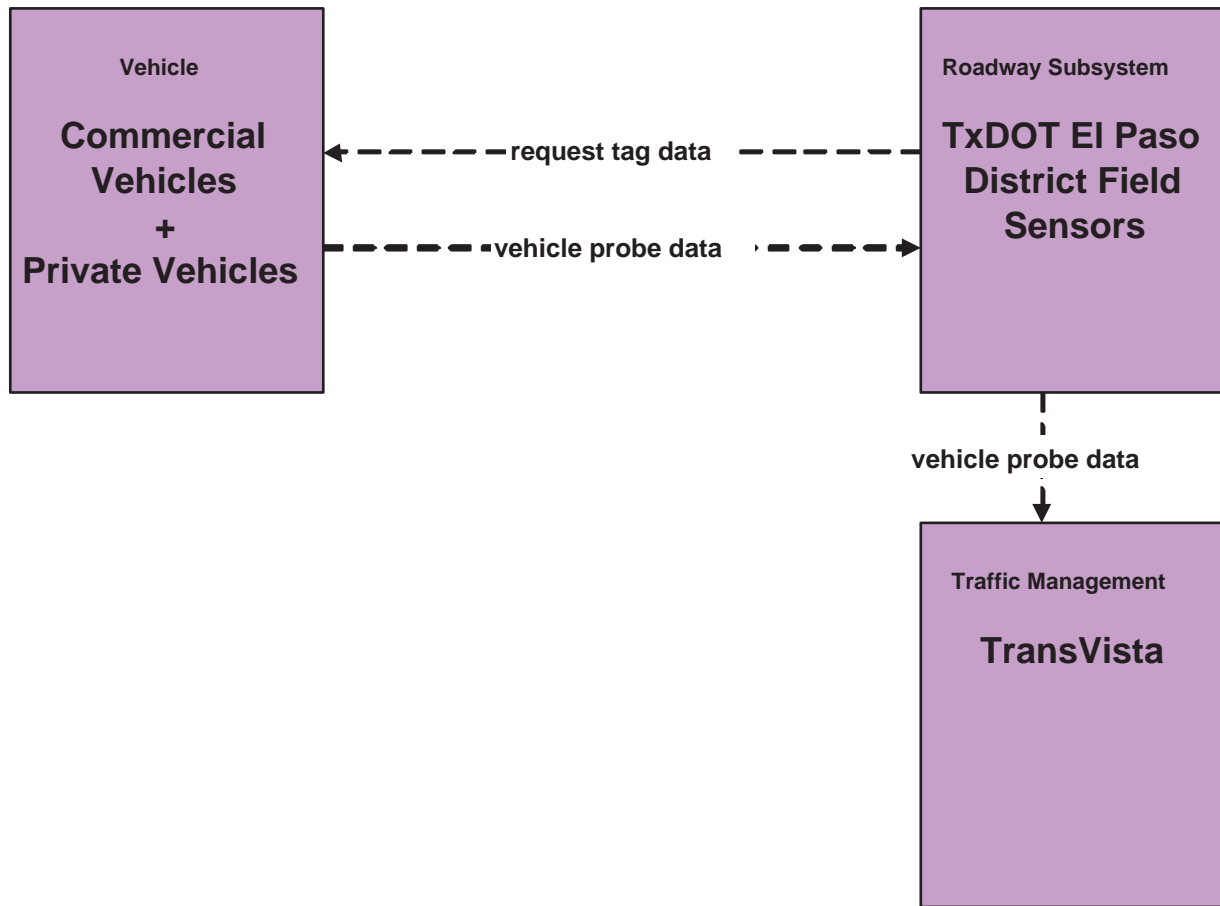 Vehicle
Commercial
Vehicles
+
Private Vehicles
request tag data
vehicle probe data
Roadway Subsystem
TxDOT El Paso
District Field
Sensors
vehicle probe data
Traffic Management
TransVista